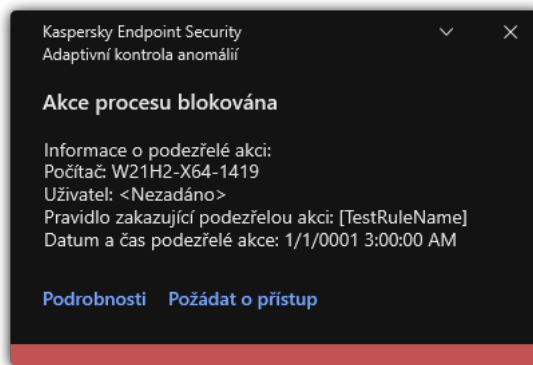 Kaspersky Endpoint Security
Adaptivní kontrola anomálií
Akce procesu blokována
Informace o podezřelé akci:
Počítač: W21H2-X64-1419
Uživatel: <Nezadáno>
Pravidlo zakazující podezřelou akci: [TestRuleName]
Datum a čas podezřelé akce: 1/1/0001 3:00:00 AM
Podrobnosti Požádat o přístup